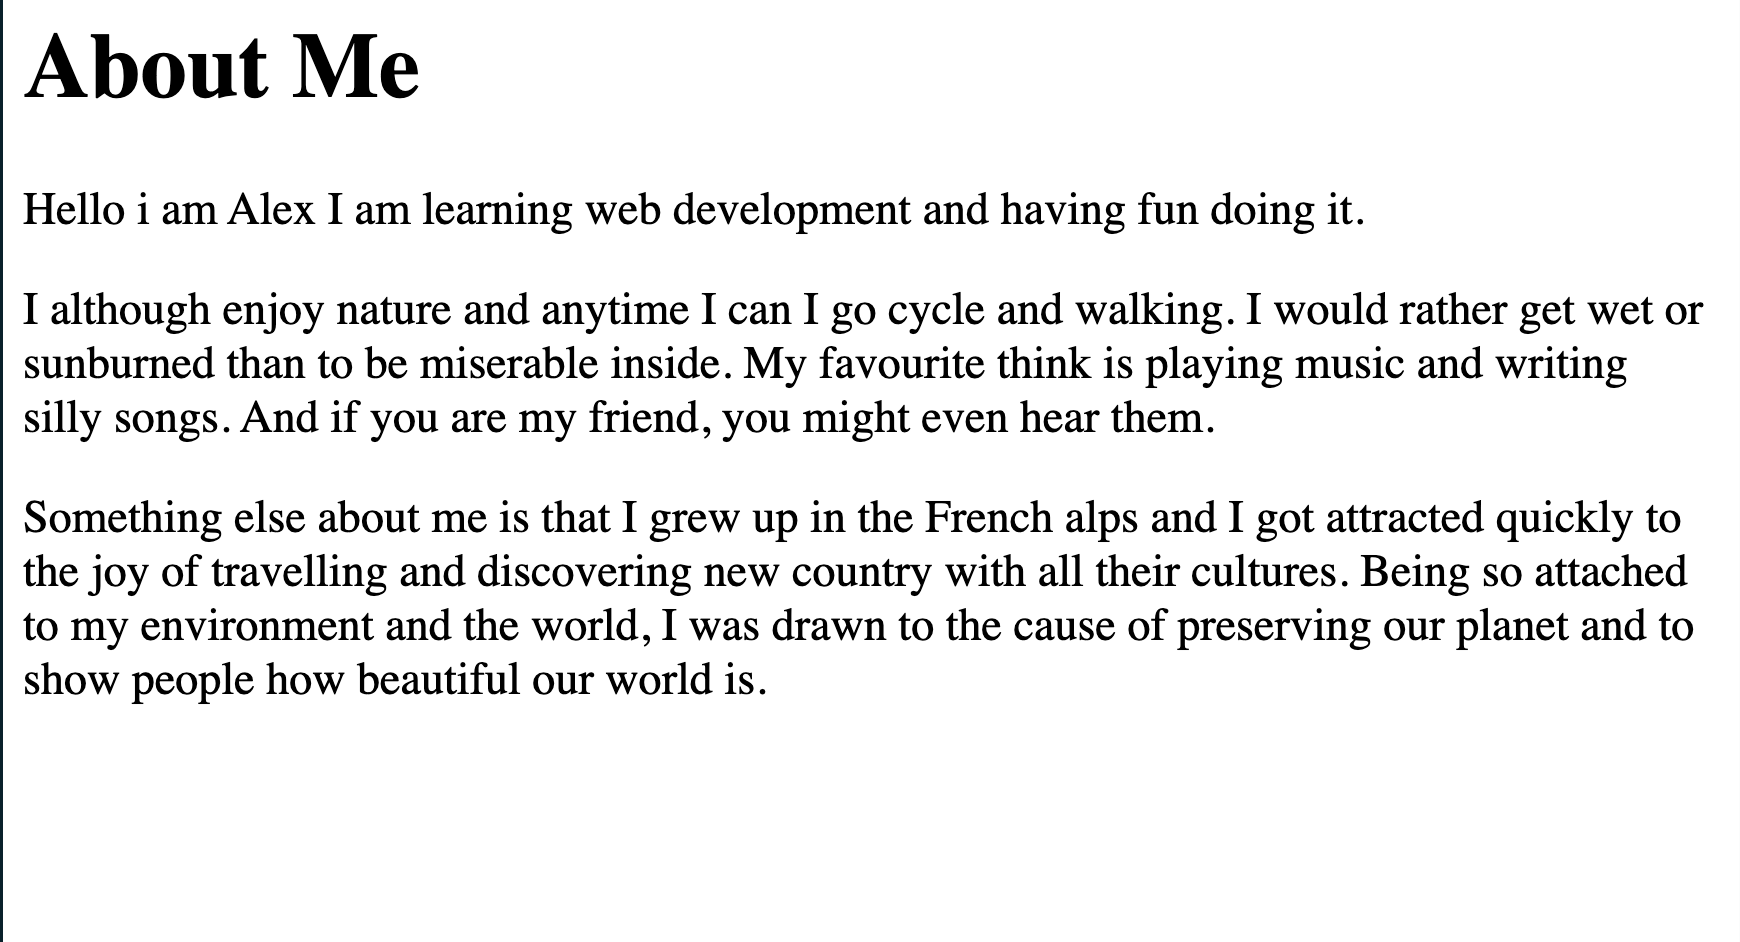 About Me
Hello i am Alex I am learning web development and having fun doing it.
I although enjoy nature and anytime I can I go cycle and walking. I would rather get wet or
sunburned than to be miserable inside. My favourite think is playing music and writing
silly songs. And if you are my friend, you might even hear them.
Something else about me is that I grew up in the French alps and I got attracted quickly to
the joy of travelling and discovering new country with all their cultures. Being so attached
to my environment and the world, I was drawn to the cause of preserving our planet and to
show people how beautiful our world is.